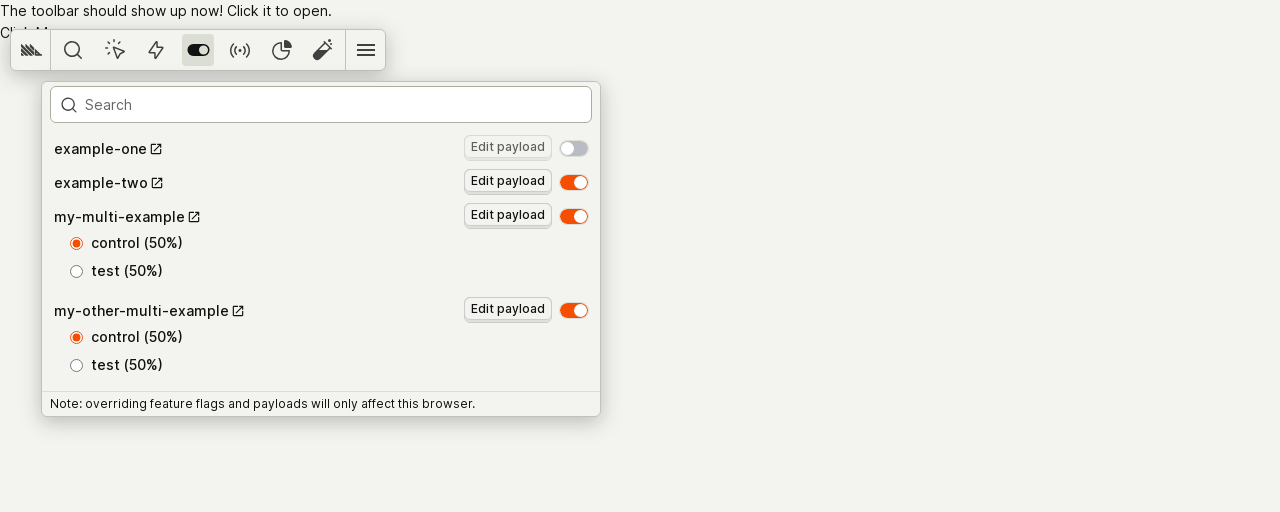 The toolbar should show up now! Click it to open.
Search
example-one Edit payload
example-two Edit payload
my-multi-example Edit payload
control (50%)
test (50%)
my-other-multi-example Edit payload
control (50%)
test (50%)
Note: overriding feature flags and payloads will only affect this browser.